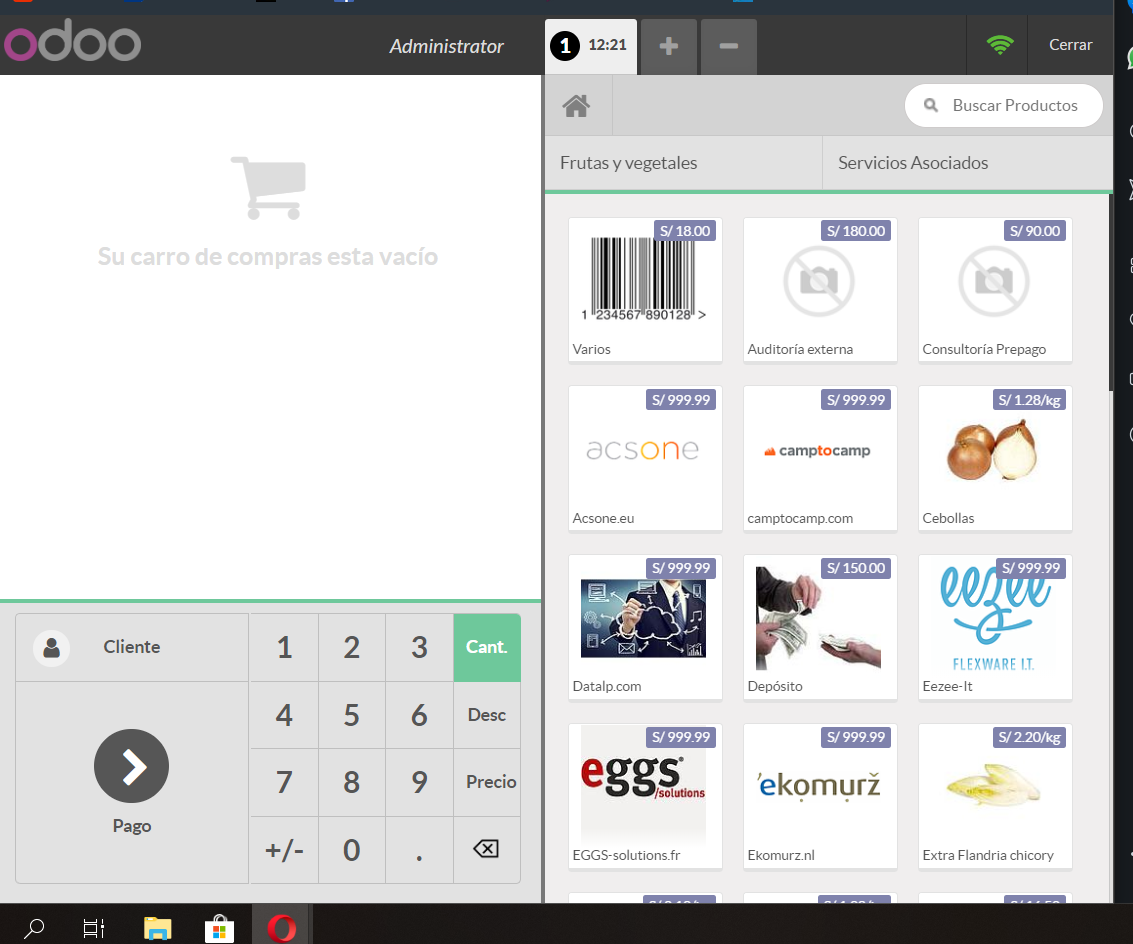 odoo
Administrator
1 12:21
Cerrar
Buscar Productos
Frutas y vegetales
Servicios Asociados
Su carro de compras esta vacío
Cliente
Pago
1 2 3 Cant.
4 5 6 Desc
7 8 9 Precio
+/- 0 .
S/ 18.00
1 234567 890128 >
Varios
S/ 180.00
Auditoría externa
S/ 90.00
Consultoría Prepago
S/ 999.99
acsone
Acsone.eu
S/ 999.99
camptocamp
camptocamp.com
S/ 1.28/kg
Cebollas
S/ 999.99
Datalp.com
S/ 150.00
Depósito
S/ 999.99
eezee
FLEXWARE I.T.
Eezee-It
S/ 999.99
eggs
/solutions
EGGS-solutions.fr
S/ 999.99
'ekomurž
Ekomurz.nl
S/ 2.20/kg
Extra Flandria chicory